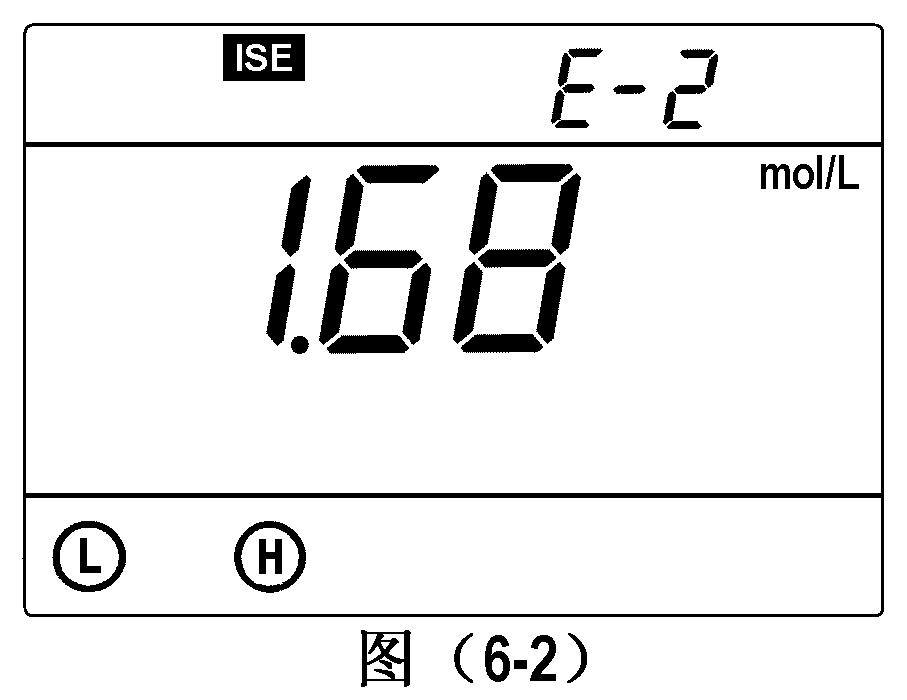 ISE E-2
mol/L
1.68
L H
图（6-2）